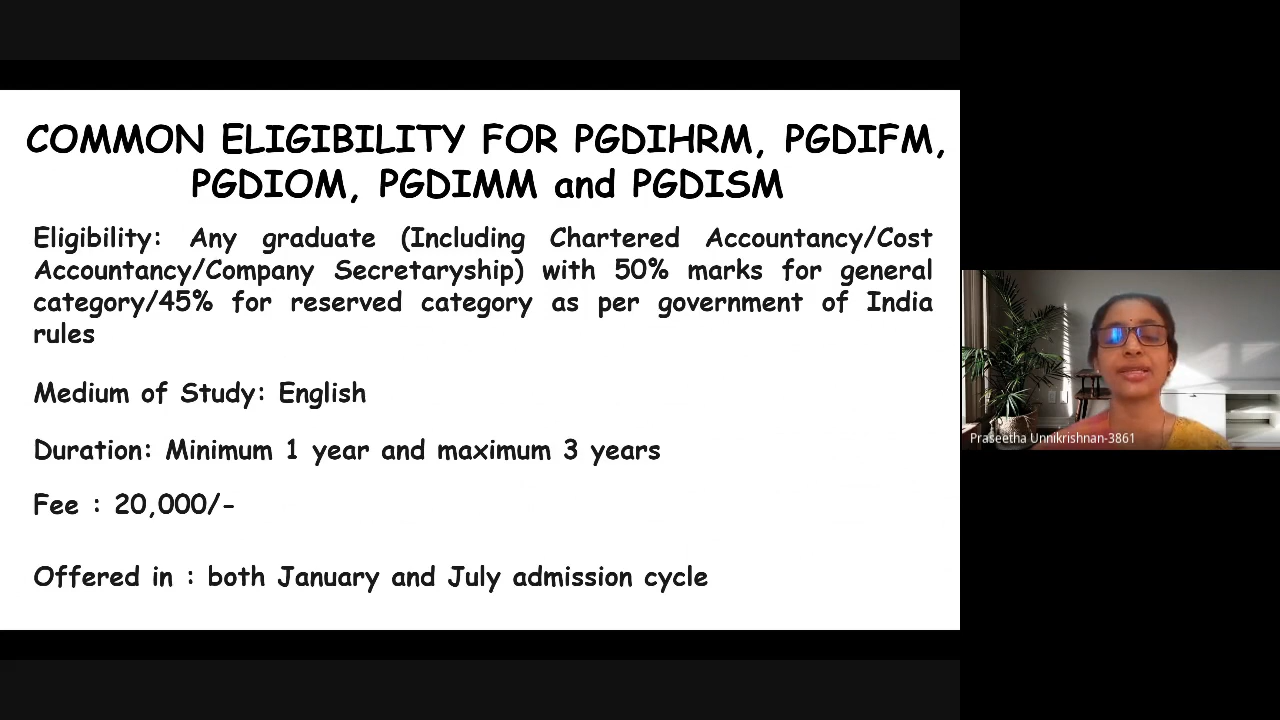 COMMON ELIGIBILITY FOR PGDIHRM, PGDIFM,
PGDIOM, PGDIMM and PGDISM
Eligibility: Any graduate (Including Chartered Accountancy/Cost
Accountancy/Company Secretaryship) with 50% marks for general
category/45% for reserved category as per government of India
rules
Medium of Study: English
Duration: Minimum 1 year and maximum 3 years
Fee : 20,000/-
Offered in : both January and July admission cycle
Praseetha Unnikrishnan-3861